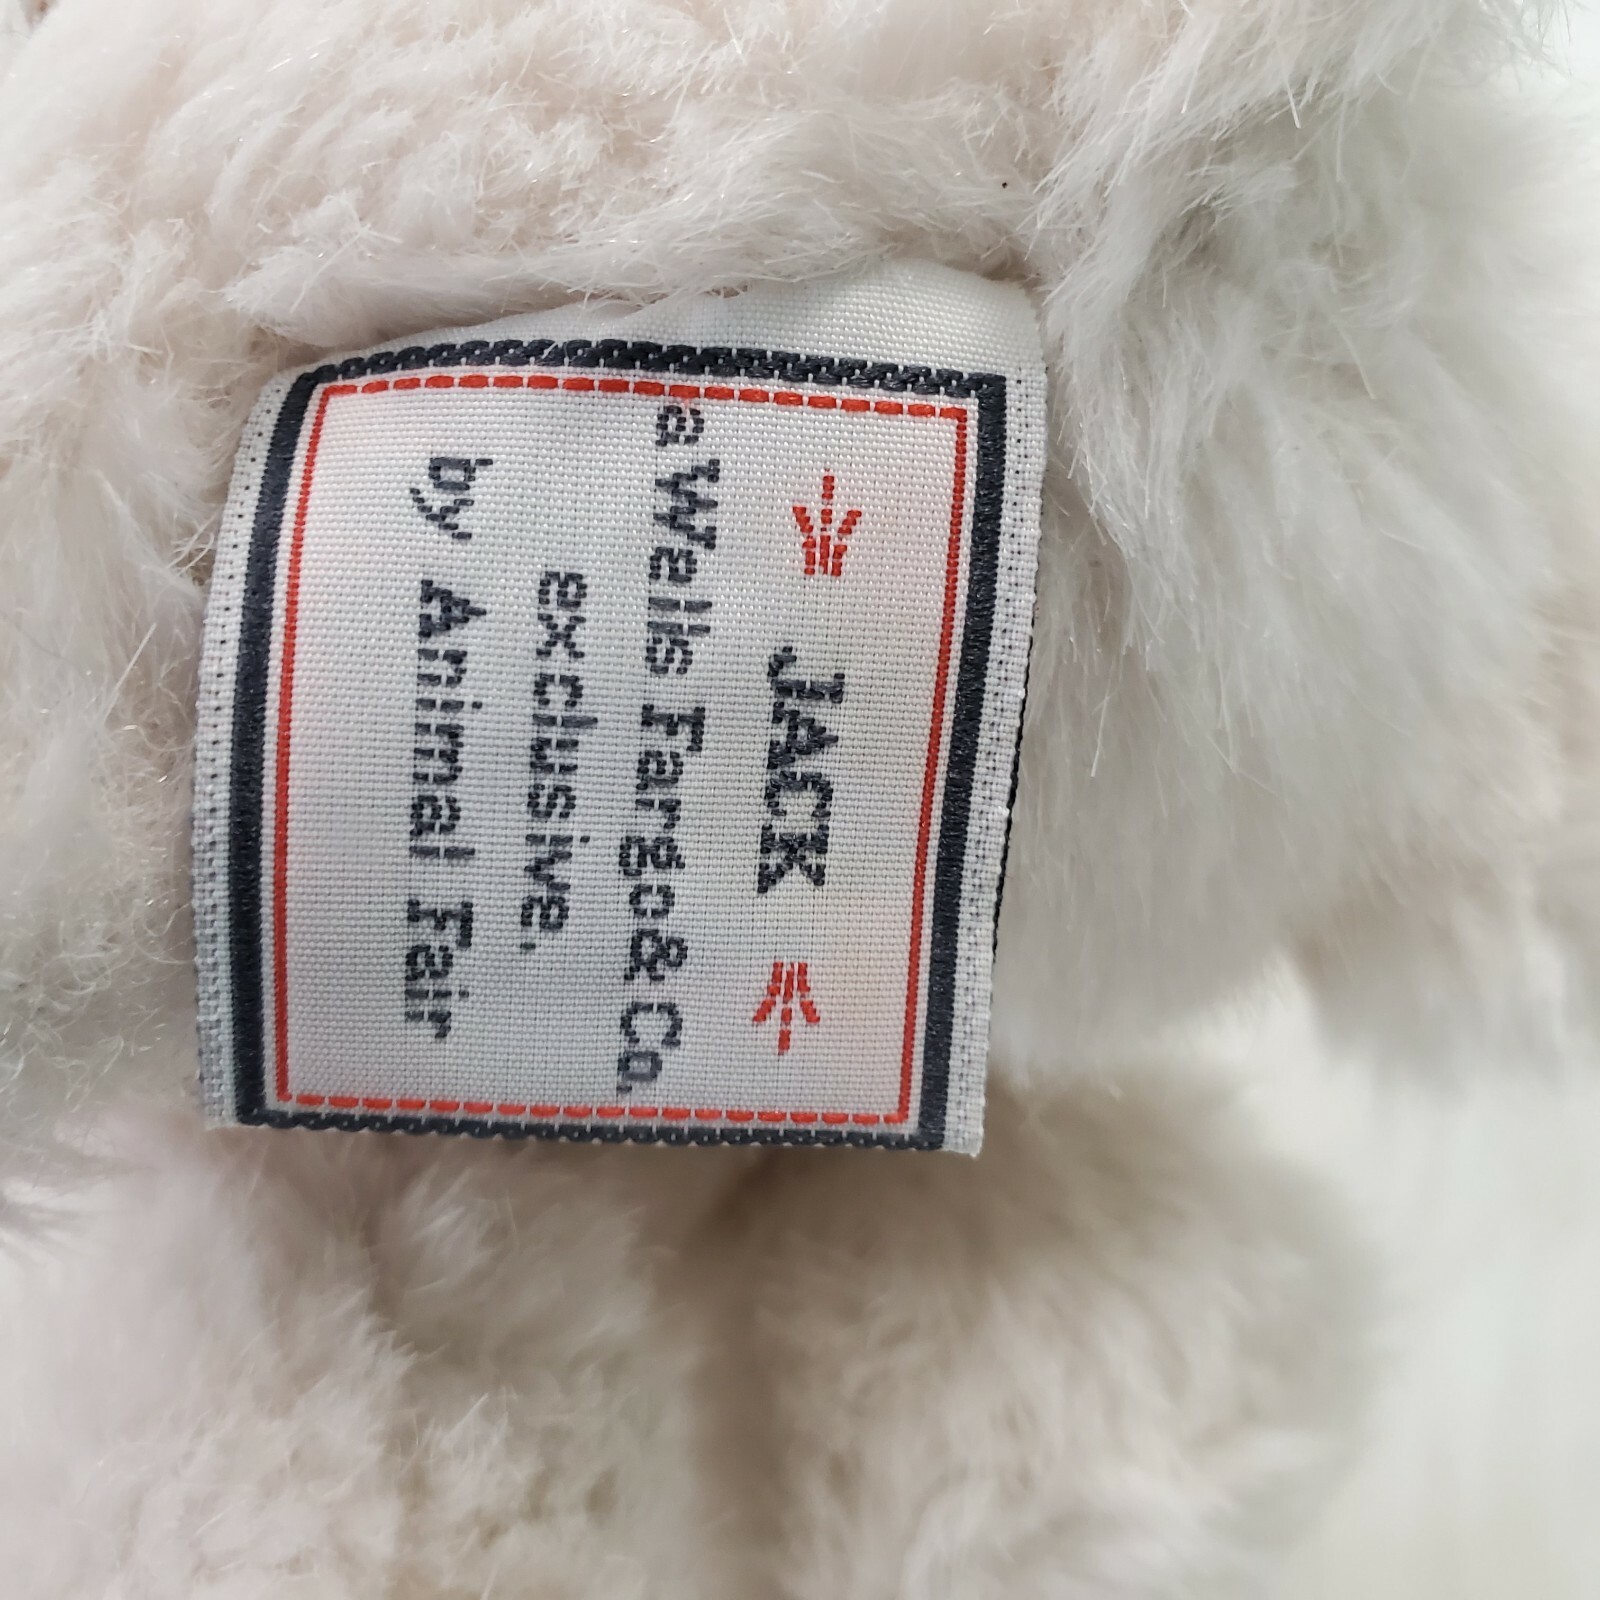 JACK
a Wells Fargo & Co.
exclusive,
by Animal Fair